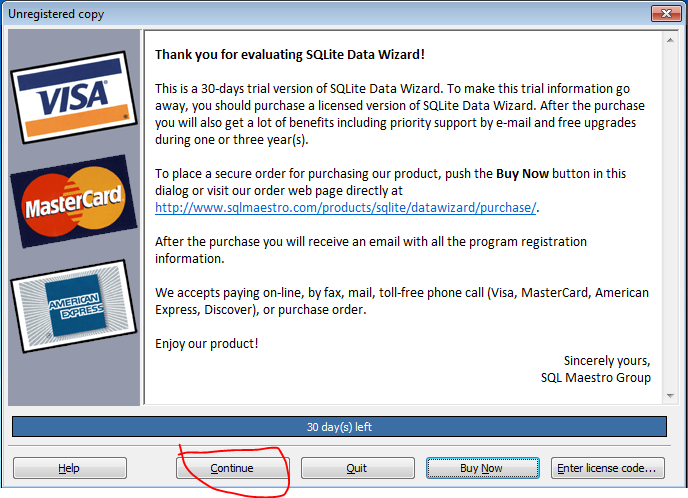 Unregistered copy
VISA
MasterCard
AMERICAN
EXPRESS
Thank you for evaluating SQLite Data Wizard!
This is a 30-days trial version of SQLite Data Wizard. To make this trial information go
away, you should purchase a licensed version of SQLite Data Wizard. After the purchase
you will also get a lot of benefits including priority support by e-mail and free upgrades
during one or three year(s).
To place a secure order for purchasing our product, push the Buy Now button in this
dialog or visit our order web page directly at
http://www.sqlmaestro.com/products/sqlite/datawizard/purchase/.
After the purchase you will receive an email with all the program registration
information.
We accepts paying on-line, by fax, mail, toll-free phone call (Visa, MasterCard, American
Express, Discover), or purchase order.
Enjoy our product!
Sincerely yours,
SQL Maestro Group
30 day(s) left
Help
Continue
Quit
Buy Now
Enter license code...